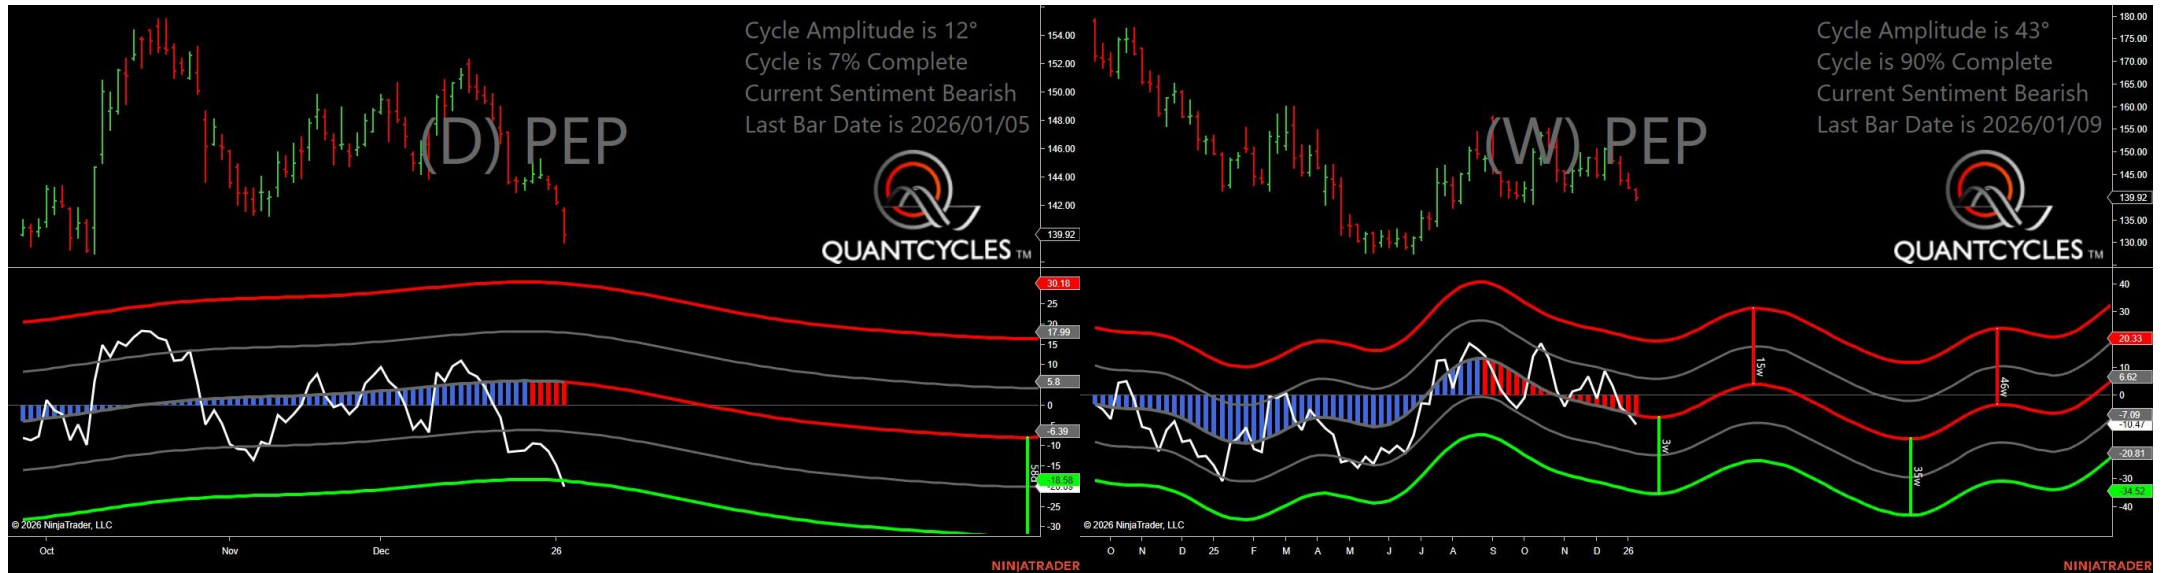 Cycle Amplitude is 12°
Cycle is 7% Complete
Current Sentiment Bearish
Last Bar Date is 2026/01/05
(D) PEP
QUANTCYCLES TM
154.00
152.00
150.00
148.00
146.00
144.00
142.00
139.92
30.18
25
20
17.99
15
10
5.8
0
-6.39
-10
-15
58d
-18.58
-25
-30
© 2026 NinjaTrader, LLC
Oct
Nov
Dec
26
NINJATRADER
Cycle Amplitude is 43°
Cycle is 90% Complete
Current Sentiment Bearish
Last Bar Date is 2026/01/09
(W) PEP
QUANTCYCLES TM
180.00
175.00
170.00
165.00
160.00
155.00
150.00
145.00
139.92
135.00
130.00
40
30
20.33
10
6.62
0
-7.09
-10.47
-20.81
-30
-34.52
-40
3w
15w
35w
46w
© 2026 NinjaTrader, LLC
O N D 25 F M A M J J A S O N D 26
NINJATRADER